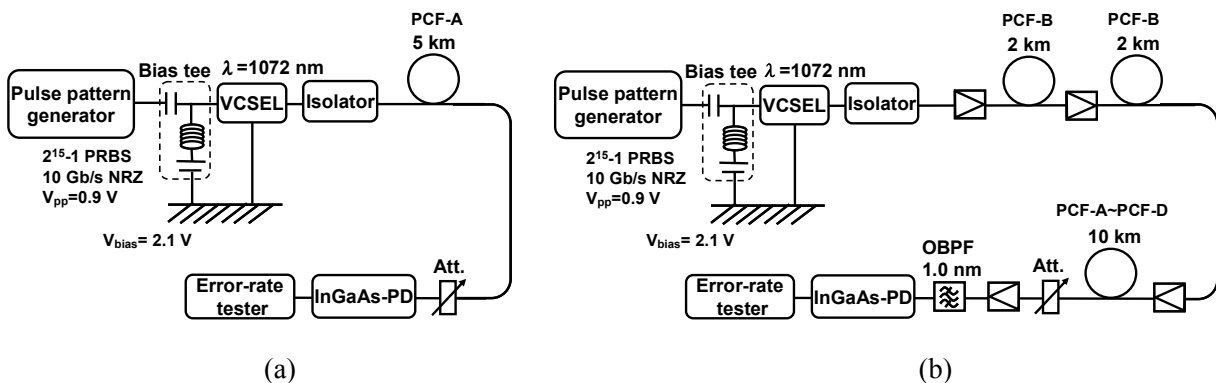 PCF-A
5 km
Bias tee
λ=1072 nm
Pulse pattern
generator
VCSEL
Isolator
2¹⁵-1 PRBS
10 Gb/s NRZ
Vpp=0.9 V
Vbias= 2.1 V
Att.
Error-rate
tester
InGaAs-PD
(a)
PCF-B
2 km
PCF-B
2 km
Bias tee
λ=1072 nm
Pulse pattern
generator
VCSEL
Isolator
2¹⁵-1 PRBS
10 Gb/s NRZ
Vpp=0.9 V
Vbias= 2.1 V
PCF-A~PCF-D
10 km
OBPF
1.0 nm
Att.
Error-rate
tester
InGaAs-PD
(b)